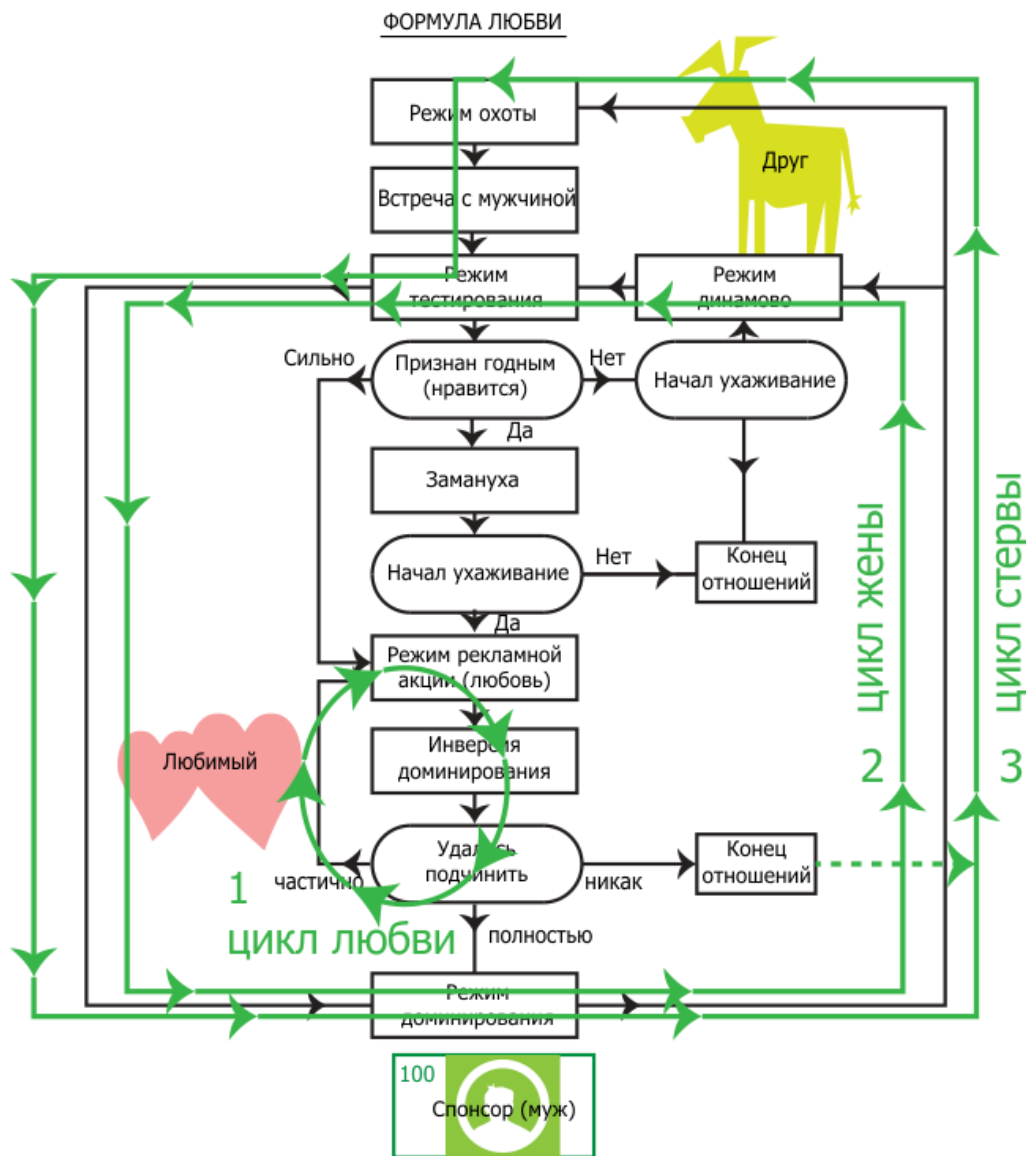 ФОРМУЛА ЛЮБВИ
Режим охоты
Друг
Встреча с мужчиной
Режим
тестирования
Режим
динамово
Сильно
Признан годным
(нравится)
Нет
Начал ухаживание
Да
Замануха
Начал ухаживание
Нет
Конец
отношений
Да
Режим рекламной
акции (любовь)
Любимый
Инверсия
доминирования
Удалось
подчинить
частично
никак
Конец
отношений
1
цикл любви
2 цикл жены
3 цикл стервы
полностью
Режим
доминирования
100
Спонсор (муж)